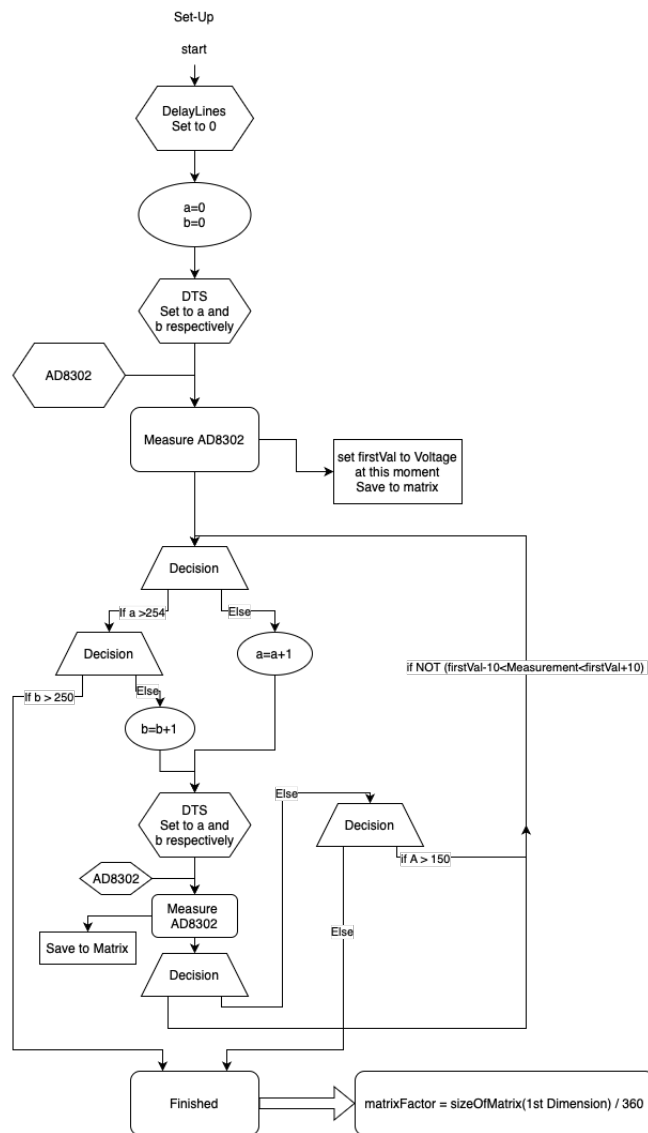 Set-Up
start
DelayLines
Set to 0
a=0
b=0
DTS
Set to a and
b respectively
AD8302
Measure AD8302
set firstVal to Voltage
at this moment
Save to matrix
Decision
If a >254
Else
Decision
a=a+1
if NOT (firstVal-10<Measurement<firstVal+10)
If b > 250
Else
b=b+1
DTS
Set to a and
b respectively
Else
Decision
if A > 150
AD8302
Measure
AD8302
Save to Matrix
Else
Decision
Finished
matrixFactor = sizeOfMatrix(1st Dimension) / 360